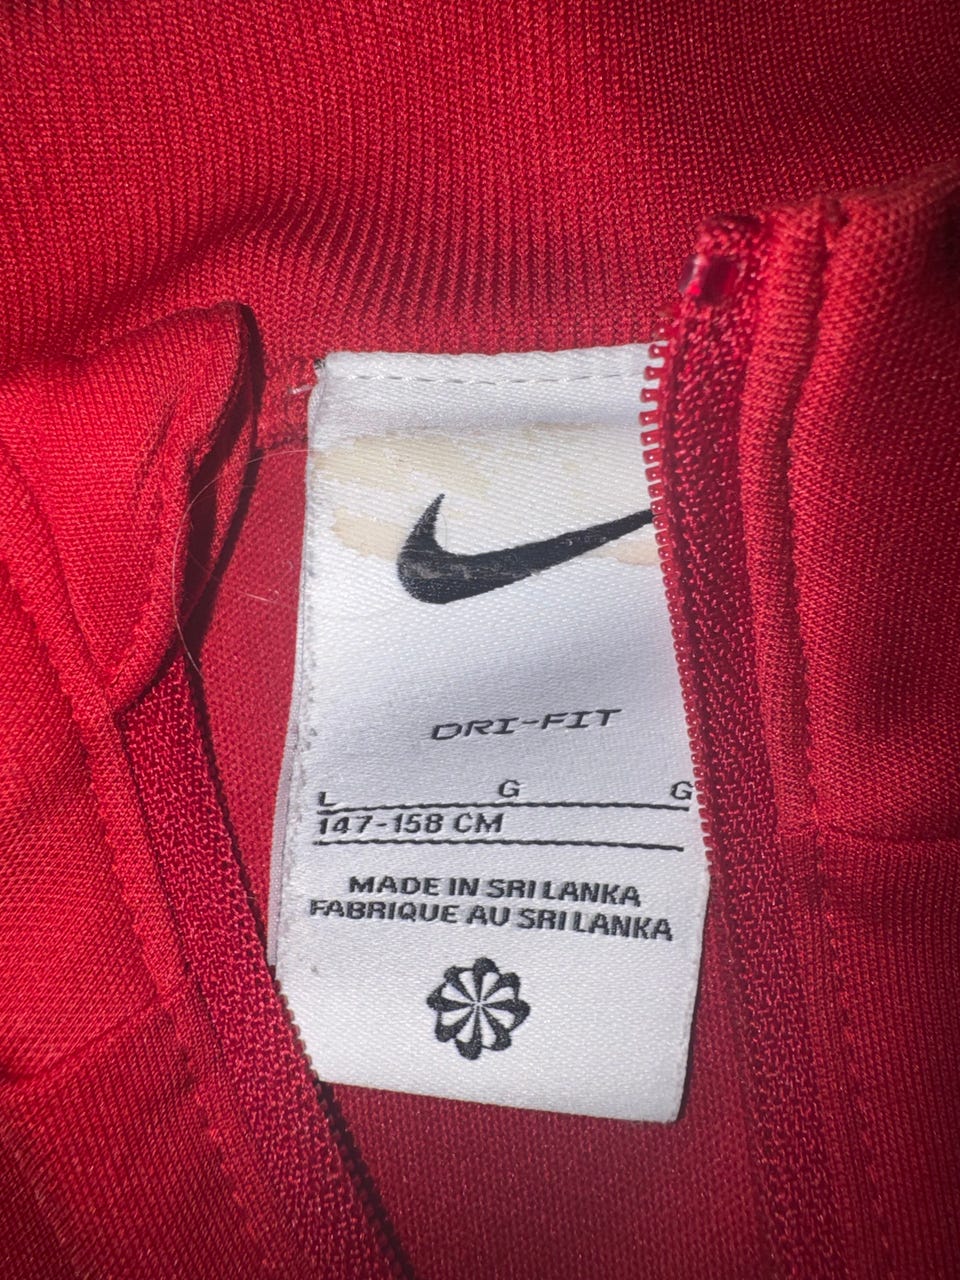 DRI-FIT
L G G
147-158 CM
MADE IN SRI LANKA
FABRIQUE AU SRI LANKA